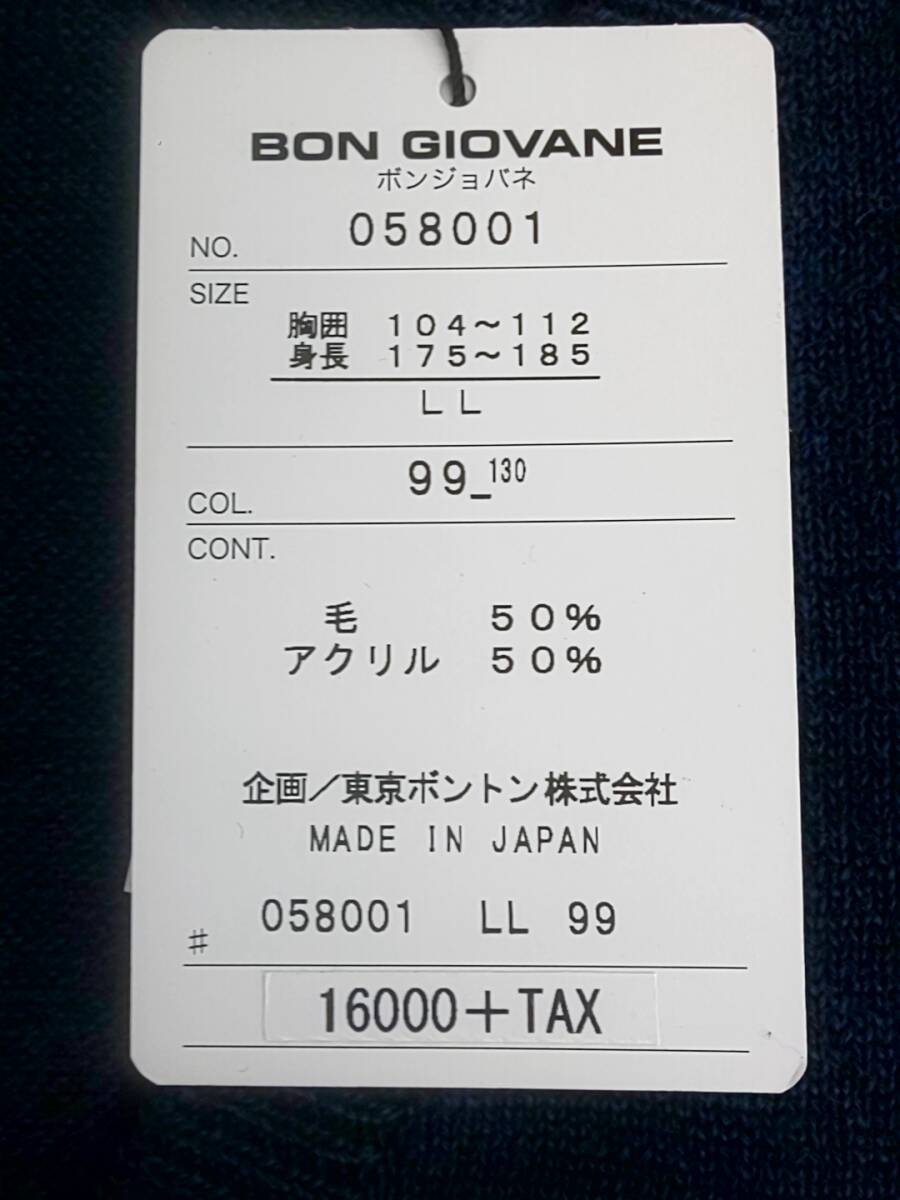 BON GIOVANE
ボンジョバネ
NO. 058001
SIZE
胸囲 104～112
身長 175～185
LL
COL. 99_130
CONT.
毛 50%
アクリル 50%
企画／東京ボントン株式会社
MADE IN JAPAN
# 058001 LL 99
16000+TAX